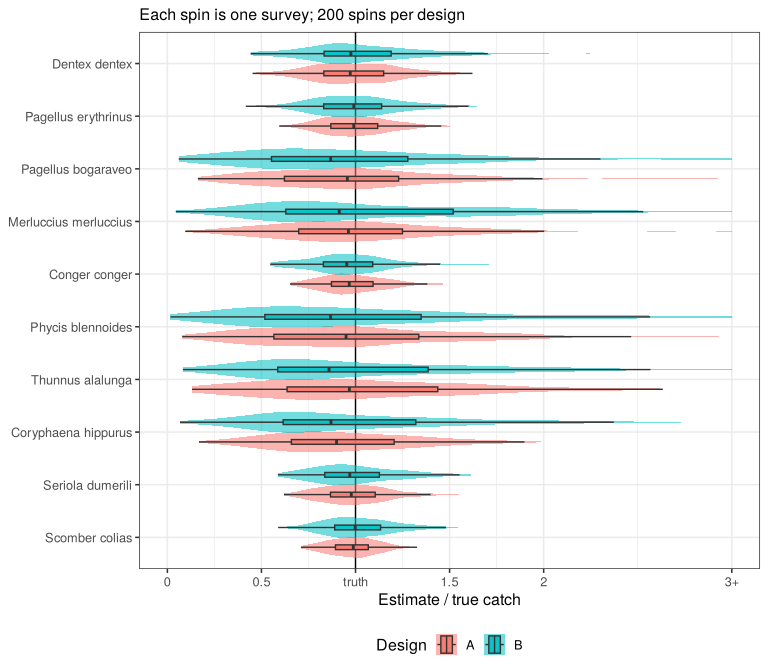 Each spin is one survey; 200 spins per design
Dentex dentex
Pagellus erythrinus
Pagellus bogaraveo
Merluccius merluccius
Conger conger
Phycis blennoides
Thunnus alalunga
Coryphaena hippurus
Seriola dumerili
Scomber colias
0 0.5 truth 1.5 2 3+
Estimate / true catch
Design A B